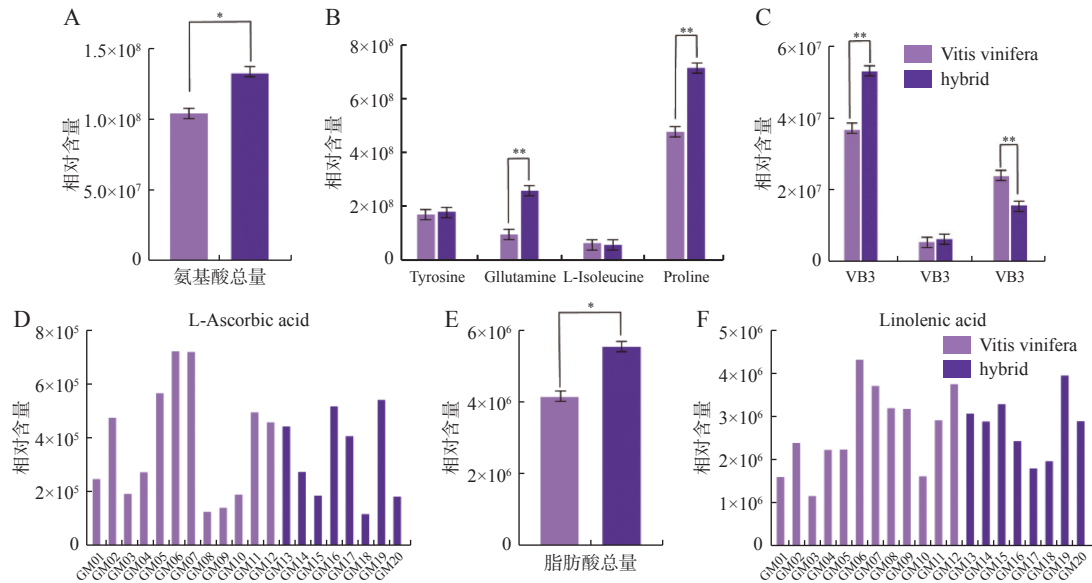 A
*
1.5×10⁸
1.0×10⁸
5.0×10⁷
0
相对含量
氨基酸总量
B
**
**
8×10⁸
6×10⁸
4×10⁸
2×10⁸
0
相对含量
Tyrosine Gllutamine L-Isoleucine Proline
C
**
**
6×10⁷
4×10⁷
2×10⁷
0
相对含量
VB3 VB3 VB3
Vitis vinifera
hybrid
D
L-Ascorbic acid
8×10⁵
6×10⁵
4×10⁵
2×10⁵
0
相对含量
GM01 GM02 GM03 GM04 GM05 GM06 GM07 GM08 GM09 GM10 GM11 GM12 GM13 GM14 GM15 GM16 GM17 GM18 GM19 GM20
E
*
6×10⁶
4×10⁶
2×10⁶
0
相对含量
脂肪酸总量
F
Linolenic acid
5×10⁶
4×10⁶
3×10⁶
2×10⁶
1×10⁶
0
相对含量
Vitis vinifera
hybrid
GM01 GM02 GM03 GM04 GM05 GM06 GM07 GM08 GM09 GM10 GM11 GM12 GM13 GM14 GM15 GM16 GM17 GM18 GM19 GM20